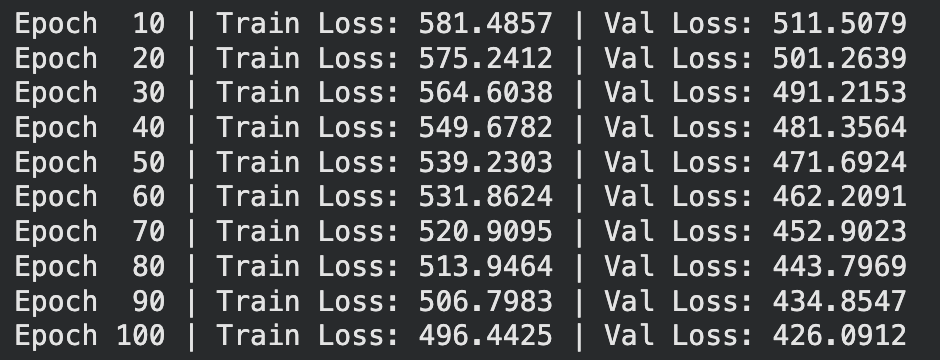 Epoch  10 | Train Loss: 581.4857 | Val Loss: 511.5079
Epoch  20 | Train Loss: 575.2412 | Val Loss: 501.2639
Epoch  30 | Train Loss: 564.6038 | Val Loss: 491.2153
Epoch  40 | Train Loss: 549.6782 | Val Loss: 481.3564
Epoch  50 | Train Loss: 539.2303 | Val Loss: 471.6924
Epoch  60 | Train Loss: 531.8624 | Val Loss: 462.2091
Epoch  70 | Train Loss: 520.9095 | Val Loss: 452.9023
Epoch  80 | Train Loss: 513.9464 | Val Loss: 443.7969
Epoch  90 | Train Loss: 506.7983 | Val Loss: 434.8547
Epoch 100 | Train Loss: 496.4425 | Val Loss: 426.0912